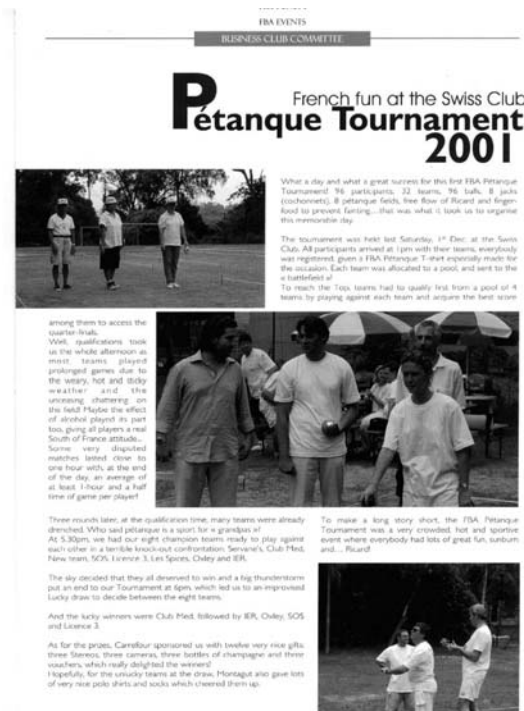 FBA EVENTS
BUSINESS CLUB COMMITTEE
French fun at the Swiss Club
Pétanque Tournament
2001
What a day and what a great success for this first FBA Pétanque
Tournament! 96 participants, 32 teams, 96 balls, 8 jacks
(cochonnets), 8 pétanque fields, free flow of Ricard and finger-
food to prevent fainting... that was what it took us to organise
this memorable day.
The tournament was held last Saturday, 1st Dec. at the Swiss
Club. All participants arrived at 1pm with their teams, everybody
was registered, given a FBA Pétanque T-shirt especially made for
the occasion. Each team was allocated to a pool, and sent to the
« battlefield »!
To reach the Top, teams had to qualify first from a pool of 4
teams by playing against each team and acquire the best score
among them to access the
quarter-finals.
Well, qualifications took
us the whole afternoon as
most teams played
prolonged games due to
the weary, hot and sticky
weather and the
unceasing chattering on
the field! Maybe the effect
of alcohol played its part
too, giving all players a real
South of France attitude...
Some very disputed
matches lasted close to
one hour with, at the end
of the day, an average of
at least 1-hour and a half
time of game per player!
Three rounds later, at the qualification time, many teams were already
drenched. Who said pétanque is a sport for « grandpas »!
At 5.30pm, we had our eight champion teams ready to play against
each other in a terrible knock-out confrontation: Servane's, Club Med,
New team, SOS, Licence 3, Les Spices, Oxley and IER.
The sky decided that they all deserved to win and a big thunderstorm
put an end to our Tournament at 6pm, which led us to an improvised
Lucky draw to decide between the eight teams.
And the lucky winners were Club Med, followed by IER, Oxley, SOS
and Licence 3.
As for the prizes, Carrefour sponsored us with twelve very nice gifts:
three Stereos, three cameras, three bottles of champagne and three
vouchers, which really delighted the winners!
Hopefully, for the unlucky teams at the draw, Montagut also gave lots
of very nice polo shirts and socks which cheered them up.
To make a long story short, the FBA Pétanque
Tournament was a very crowded, hot and sportive
event where everybody had lots of great fun, sunburn
and... Ricard!